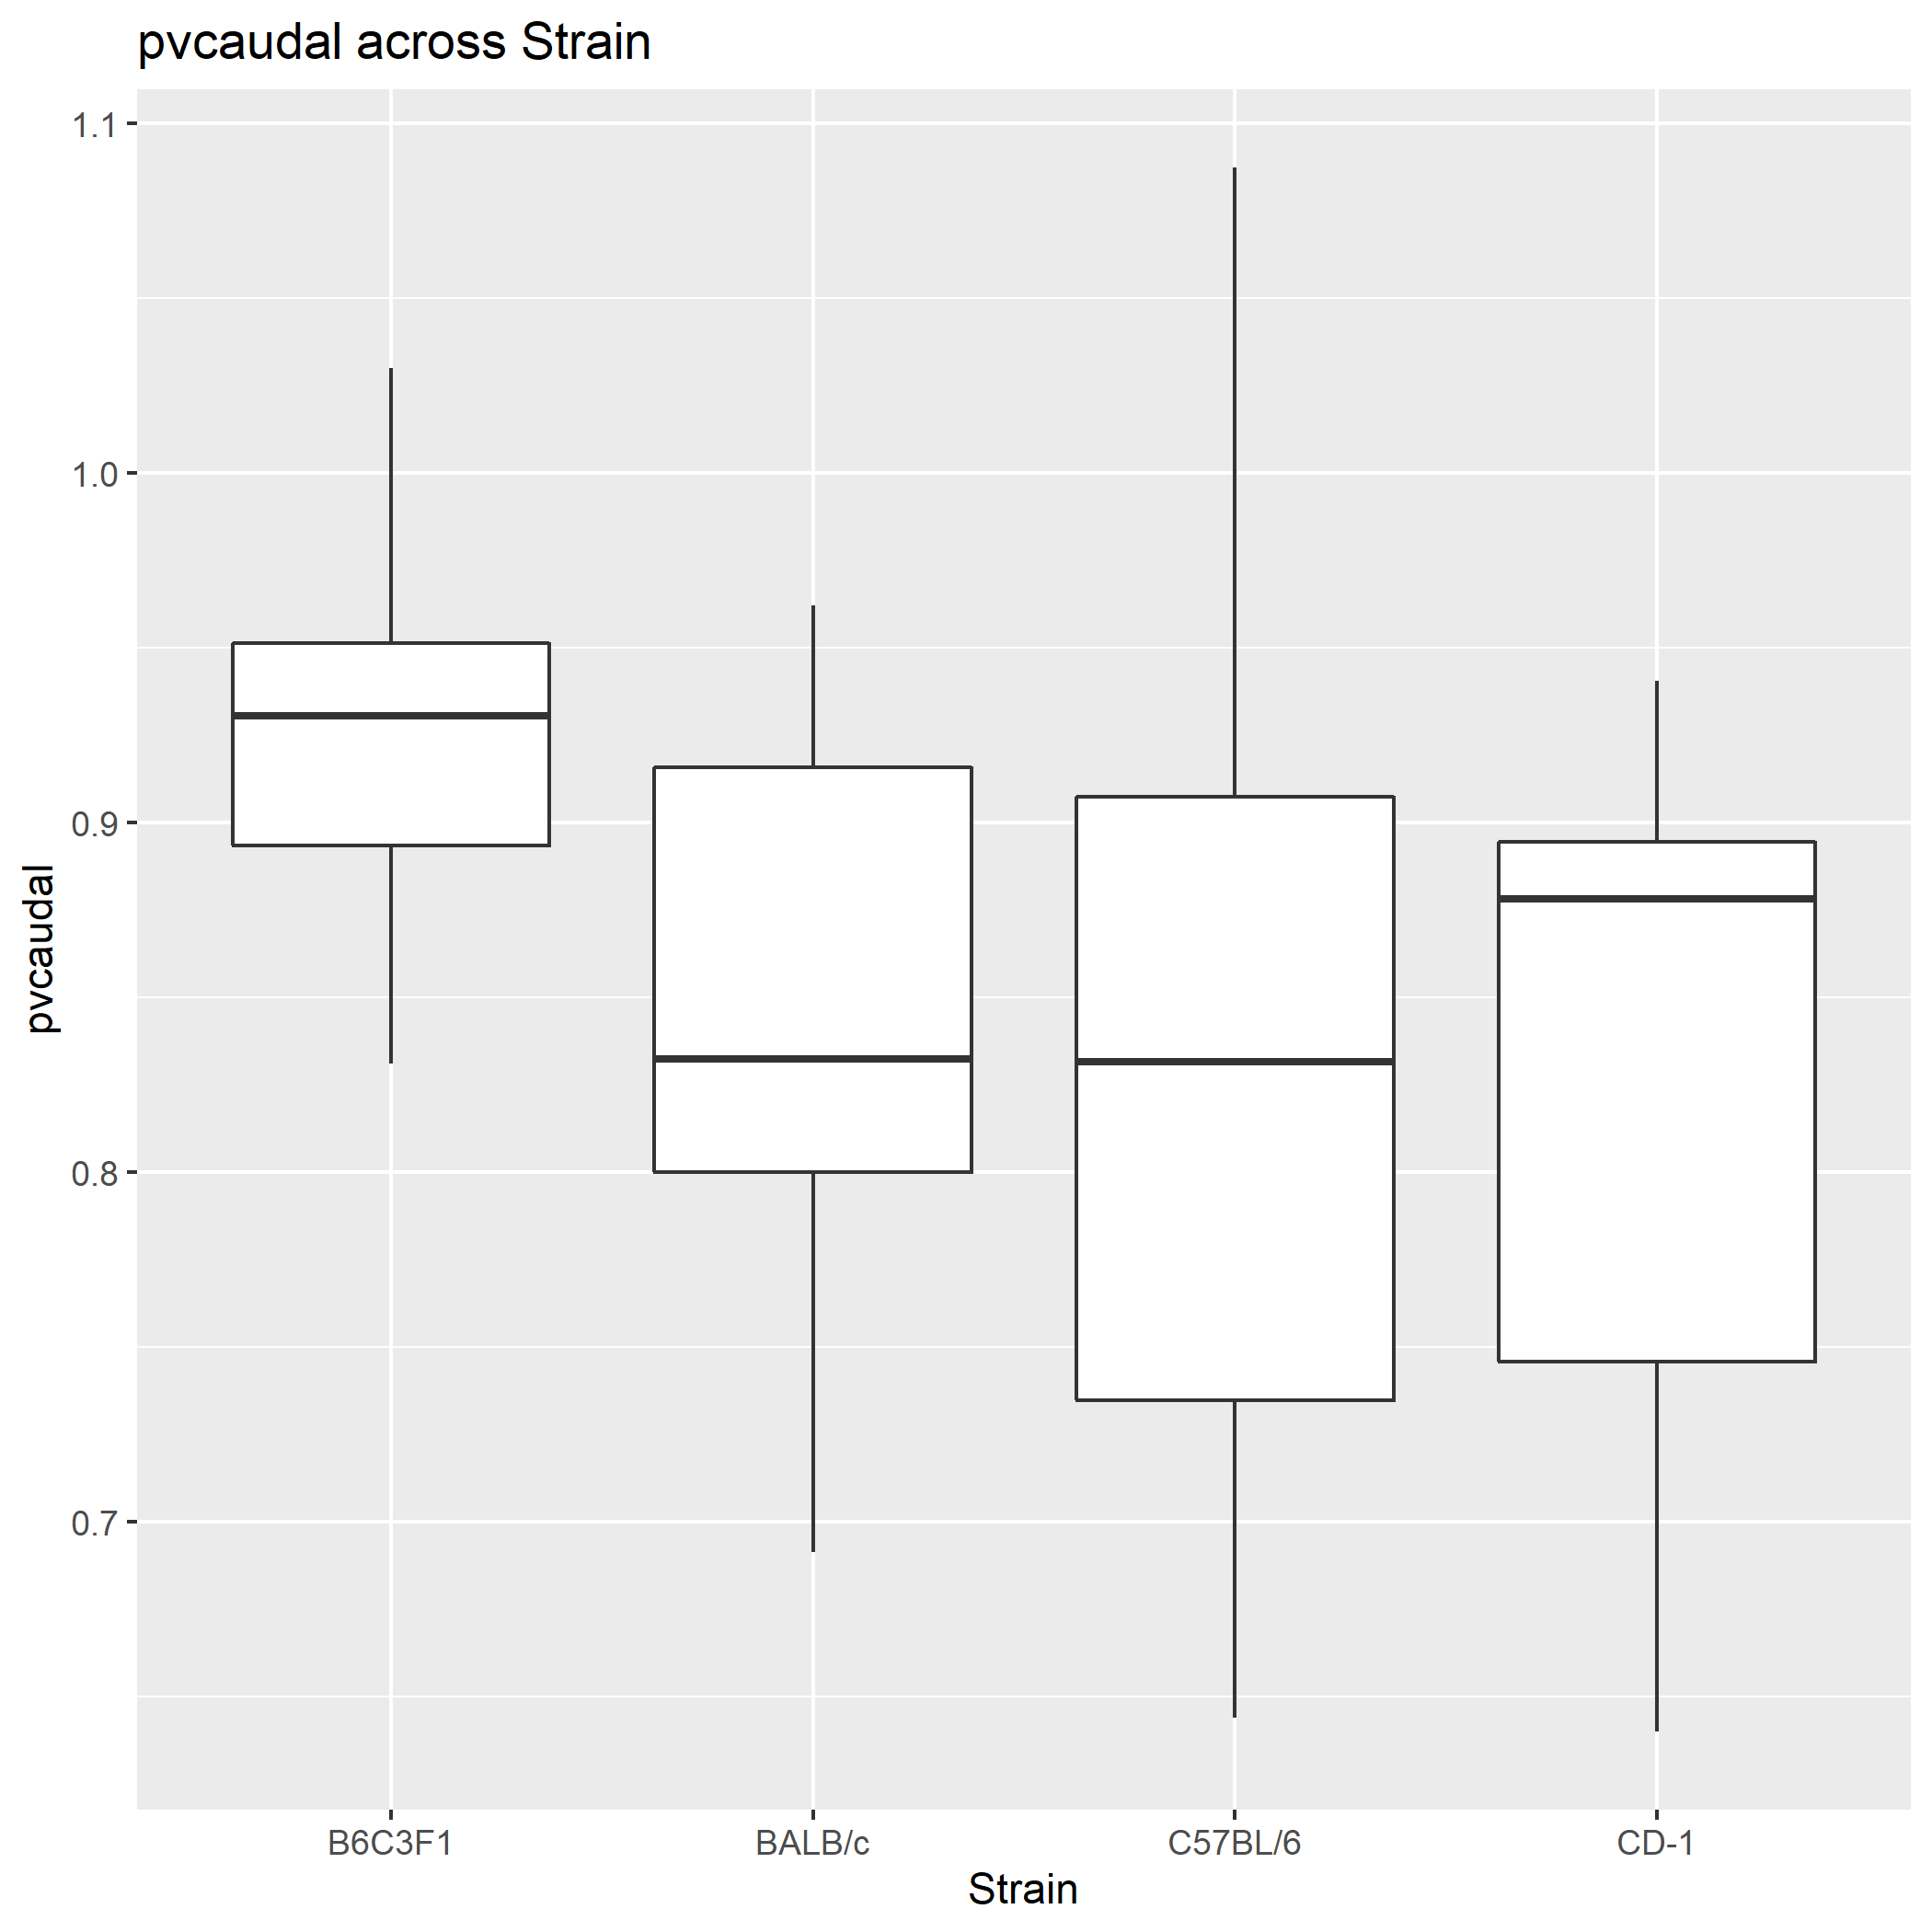 pvcaudal across Strain
1.1
1.0
0.9
0.8
0.7
pvcaudal
B6C3F1
BALB/c
C57BL/6
CD-1
Strain